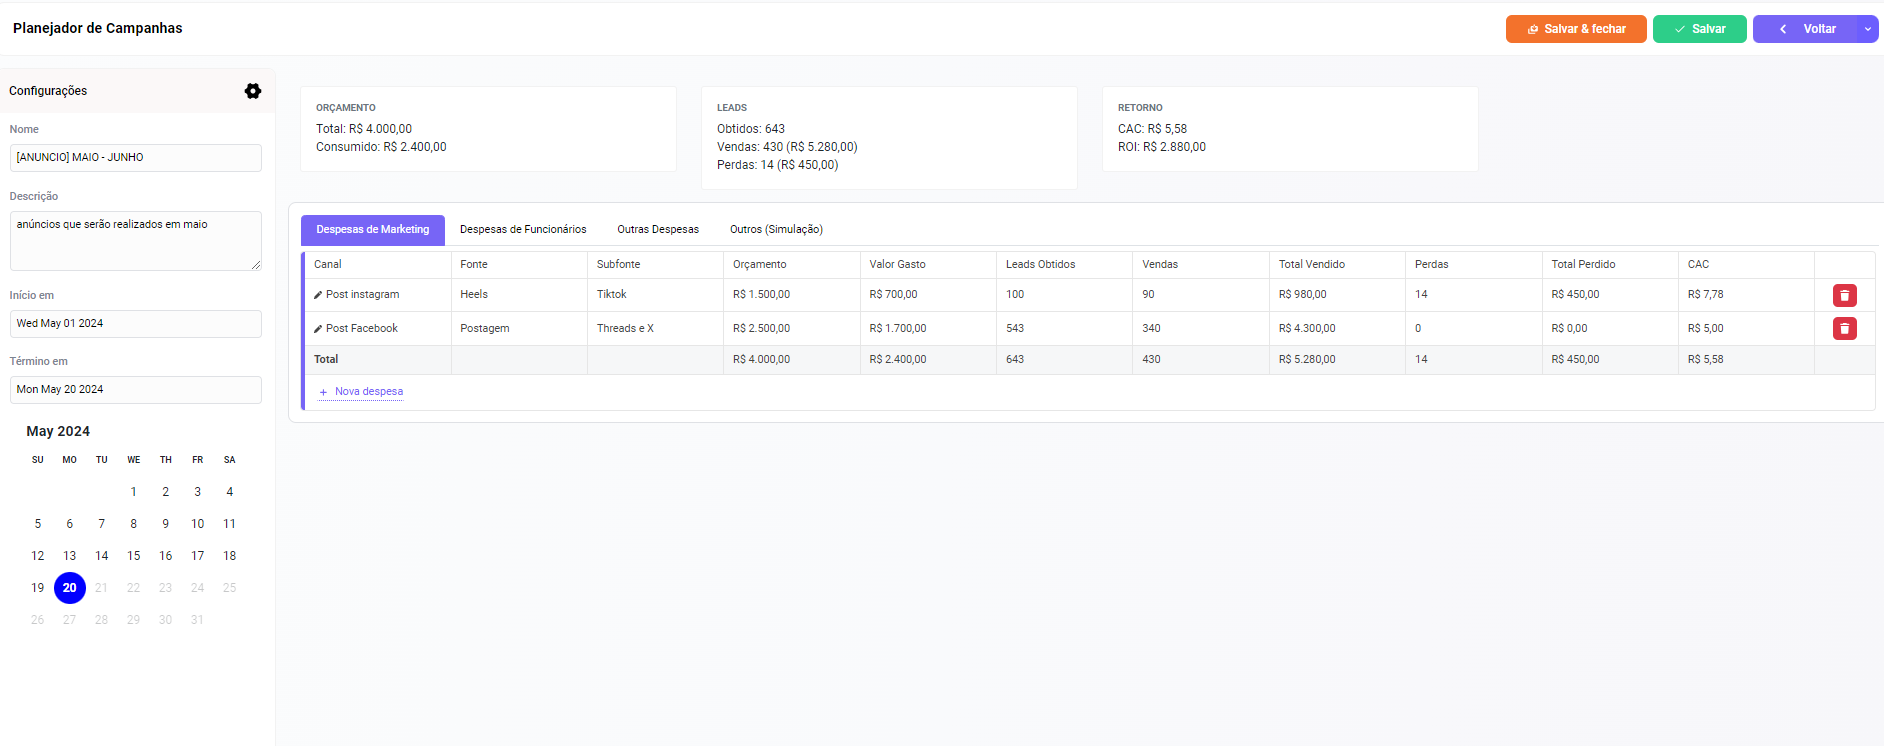 Planejador de Campanhas
Salvar & fechar
Salvar
Voltar
Configurações
Nome
[ANUNCIO] MAIO - JUNHO
Descrição
anúncios que serão realizados em maio
Início em
Wed May 01 2024
Término em
Mon May 20 2024
May 2024
SU MO TU WE TH FR SA
1 2 3 4
5 6 7 8 9 10 11
12 13 14 15 16 17 18
19 20 21 22 23 24 25
26 27 28 29 30 31
ORÇAMENTO
Total: R$ 4.000,00
Consumido: R$ 2.400,00
LEADS
Obtidos: 643
Vendas: 430 (R$ 5.280,00)
Perdas: 14 (R$ 450,00)
RETORNO
CAC: R$ 5,58
ROI: R$ 2.880,00
Despesas de Marketing Despesas de Funcionários Outras Despesas Outros (Simulação)
Canal Fonte Subfonte Orçamento Valor Gasto Leads Obtidos Vendas Total Vendido Perdas Total Perdido CAC
Post instagram Heels Tiktok R$ 1.500,00 R$ 700,00 100 90 R$ 980,00 14 R$ 450,00 R$ 7,78
Post Facebook Postagem Threads e X R$ 2.500,00 R$ 1.700,00 543 340 R$ 4.300,00 0 R$ 0,00 R$ 5,00
Total R$ 4.000,00 R$ 2.400,00 643 430 R$ 5.280,00 14 R$ 450,00 R$ 5,58
+ Nova despesa